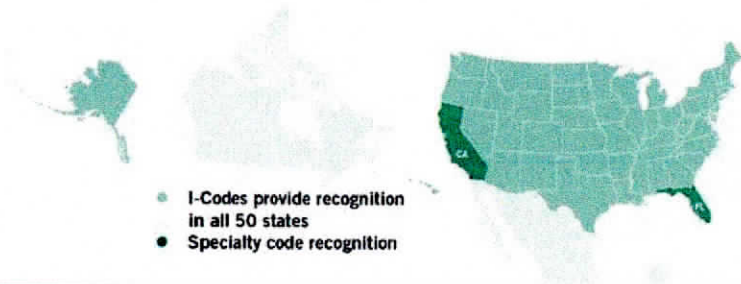 CA
FL
I-Codes provide recognition
in all 50 states
Specialty code recognition